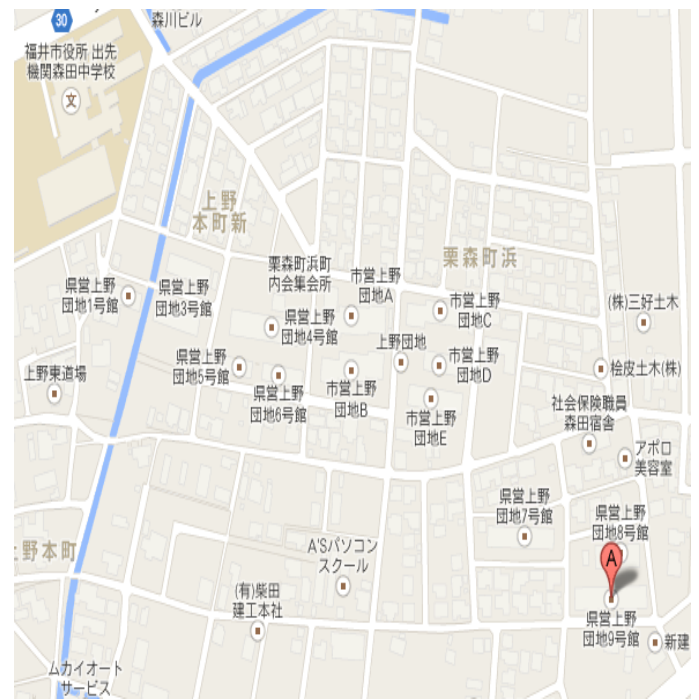 30
森川ビル
福井市役所 出先
機関森田中学校
文
上野
本町新
栗森町浜
栗森町浜町
内会集会所
市営上野
団地A
県営上野
団地1号館
県営上野
団地3号館
県営上野
団地4号館
市営上野
団地C
(株)三好土木
上野団地
県営上野
団地5号館
県営上野
団地6号館
市営上野
団地B
市営上野
団地D
桧皮土木(株)
上野東道場
市営上野
団地E
社会保険職員
森田宿舎
アポロ
美容室
県営上野
団地7号館
県営上野
団地8号館
上野本町
A'Sパソコン
スクール
A
(有)柴田
建工本社
県営上野
団地9号館
新建
ムカイオート
サービス